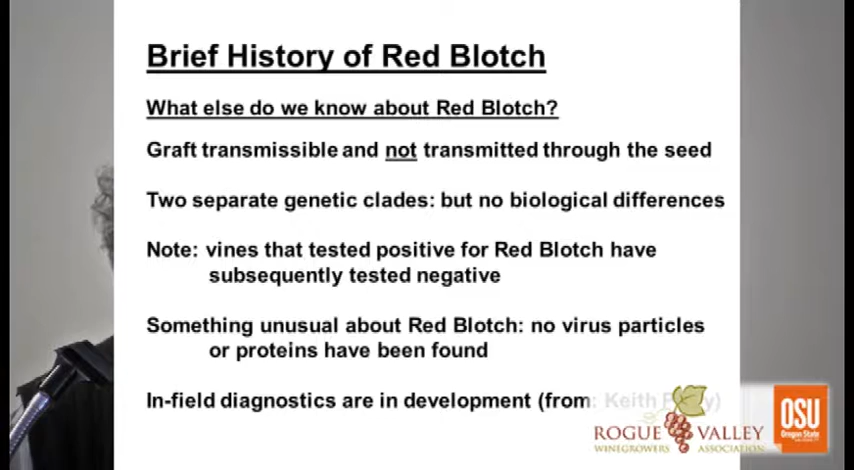 Brief History of Red Blotch
What else do we know about Red Blotch?
Graft transmissible and not transmitted through the seed
Two separate genetic clades: but no biological differences
Note: vines that tested positive for Red Blotch have
subsequently tested negative
Something unusual about Red Blotch: no virus particles
or proteins have been found
In-field diagnostics are in development (from: Keith
ROGUE VALLEY
WINEGROWERS ASSOCIATION
OSU
Oregon State